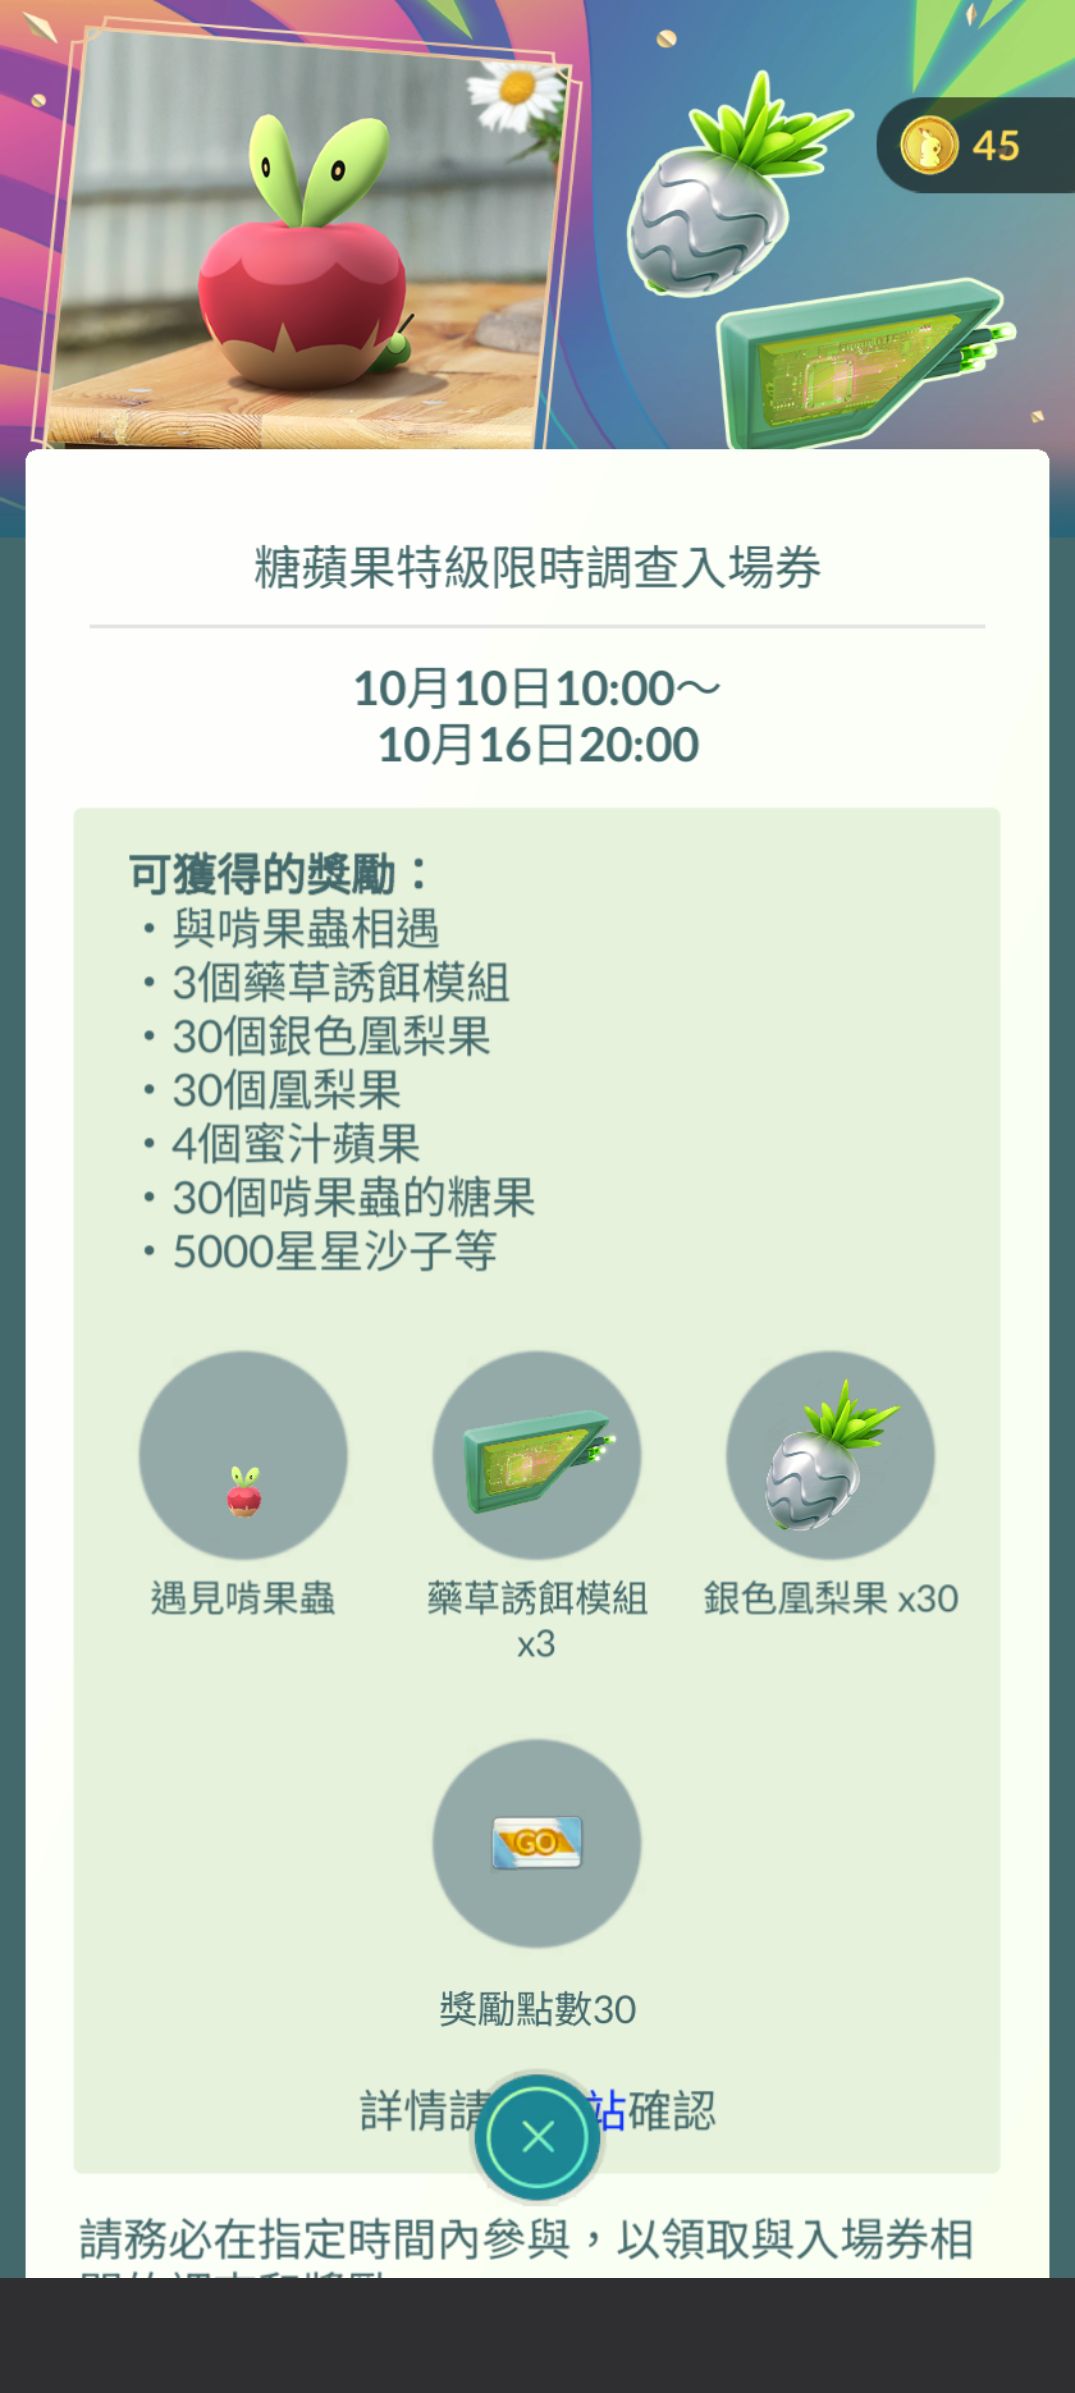 45
糖蘋果特級限時調查入場券
10月10日10:00～
10月16日20:00
可獲得的獎勵：
・與啃果蟲相遇
・3個藥草誘餌模組
・30個銀色凰梨果
・30個凰梨果
・4個蜜汁蘋果
・30個啃果蟲的糖果
・5000星星沙子等
遇見啃果蟲
藥草誘餌模組
x3
銀色凰梨果 x30
GO
獎勵點數30
詳情請 站確認
請務必在指定時間內參與，以領取與入場券相